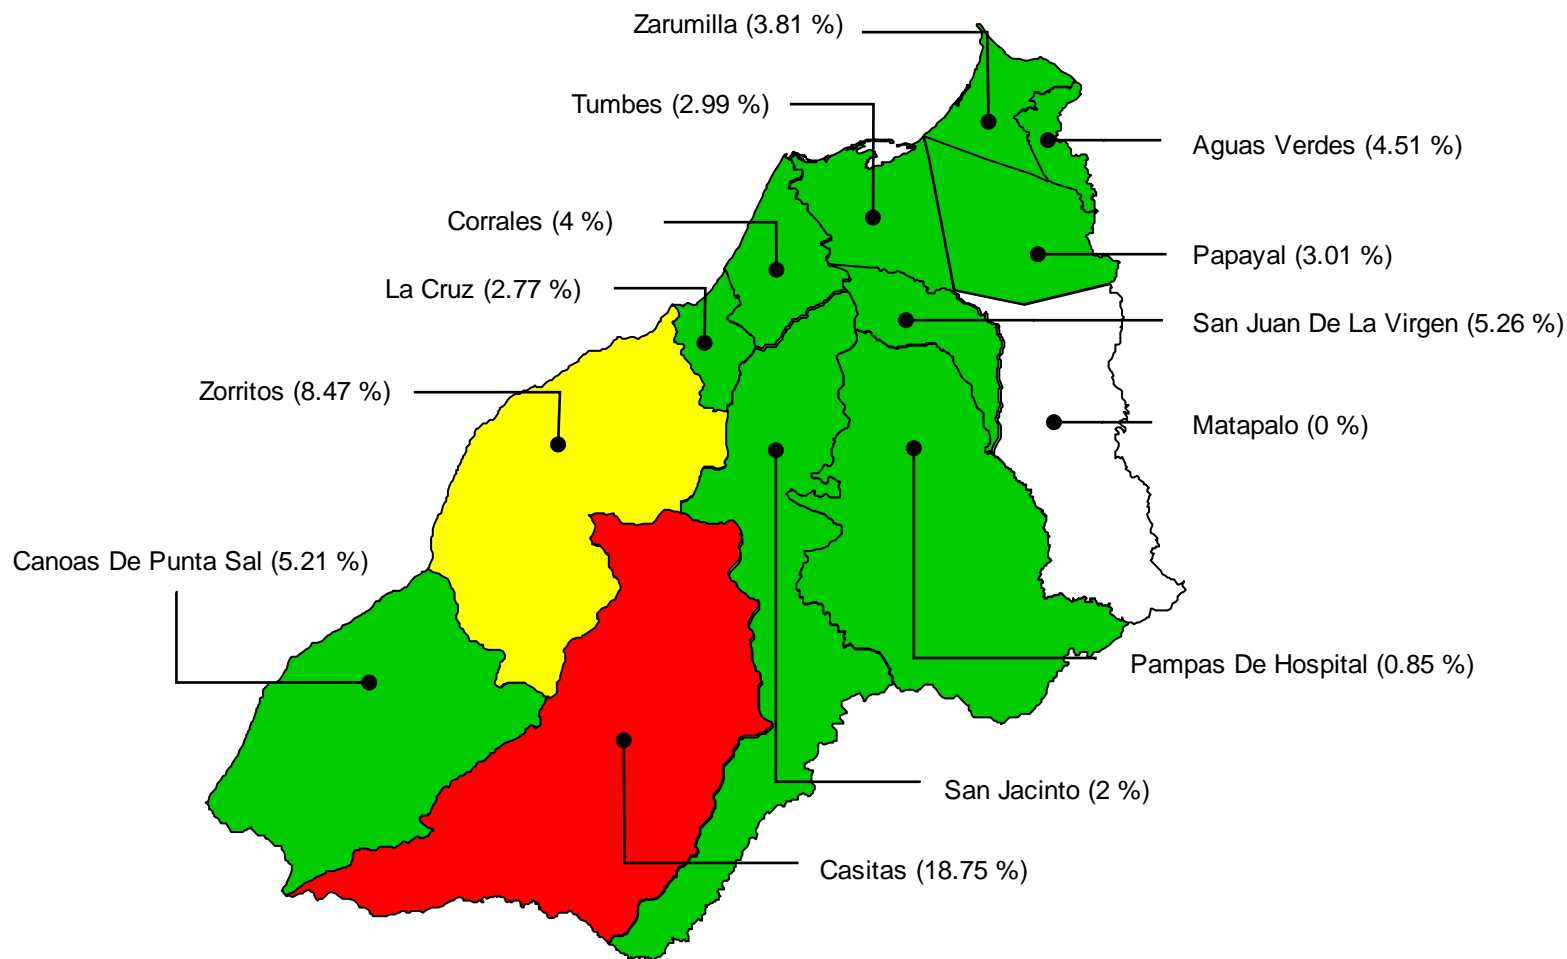 Zarumilla (3.81 %)
Tumbes (2.99 %)
Aguas Verdes (4.51 %)
Corrales (4 %)
Papayal (3.01 %)
La Cruz (2.77 %)
San Juan De La Virgen (5.26 %)
Zorritos (8.47 %)
Matapalo (0 %)
Canoas De Punta Sal (5.21 %)
Pampas De Hospital (0.85 %)
San Jacinto (2 %)
Casitas (18.75 %)